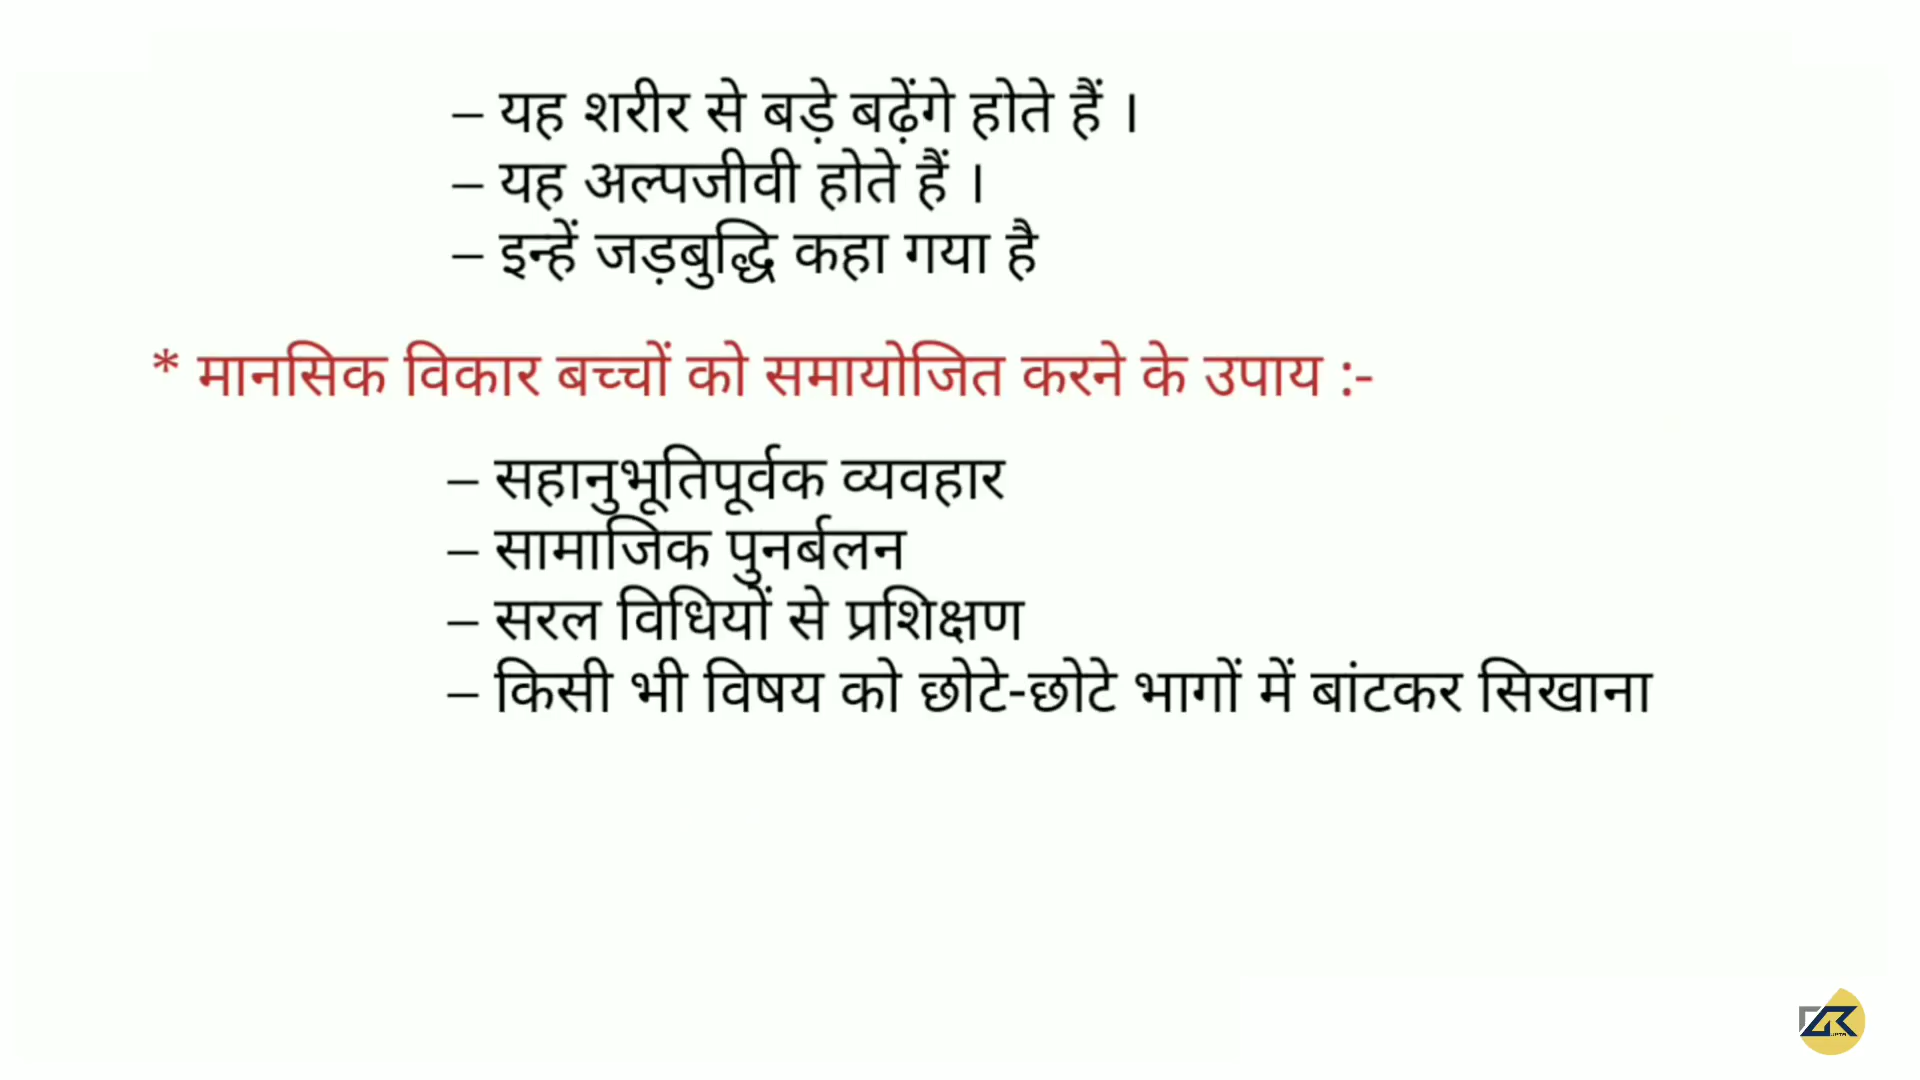 – यह शरीर से बड़े बढ़ेंगे होते हैं ।
– यह अल्पजीवी होते हैं ।
– इन्हें जड़बुद्धि कहा गया है
* मानसिक विकार बच्चों को समायोजित करने के उपाय :-
– सहानुभूतिपूर्वक व्यवहार
– सामाजिक पुनर्बलन
– सरल विधियों से प्रशिक्षण
– किसी भी विषय को छोटे-छोटे भागों में बांटकर सिखाना